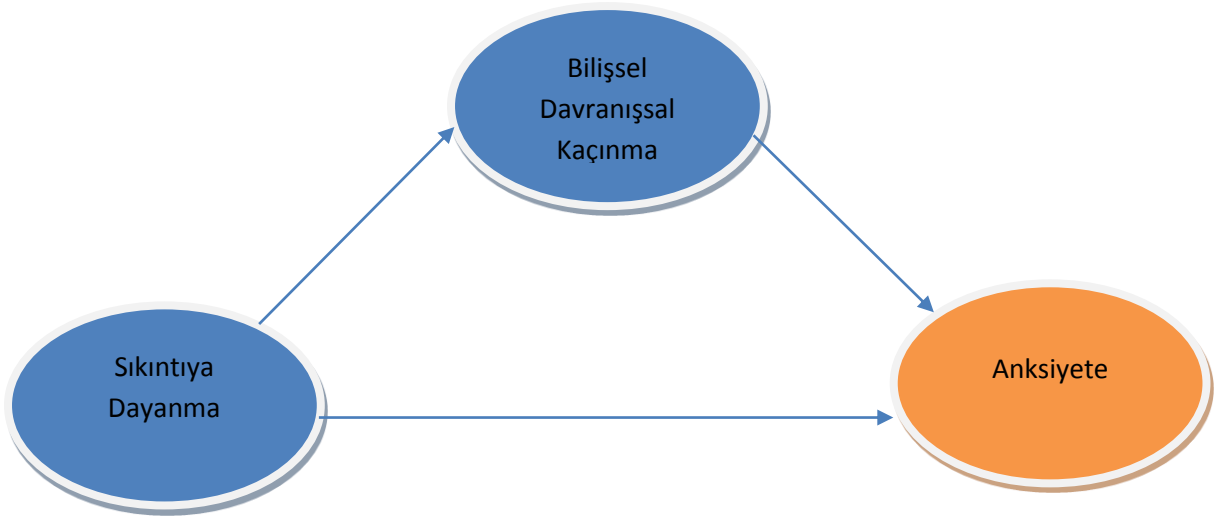 Bilişsel
Davranışsal
Kaçınma
Sıkıntıya
Dayanma
Anksiyete